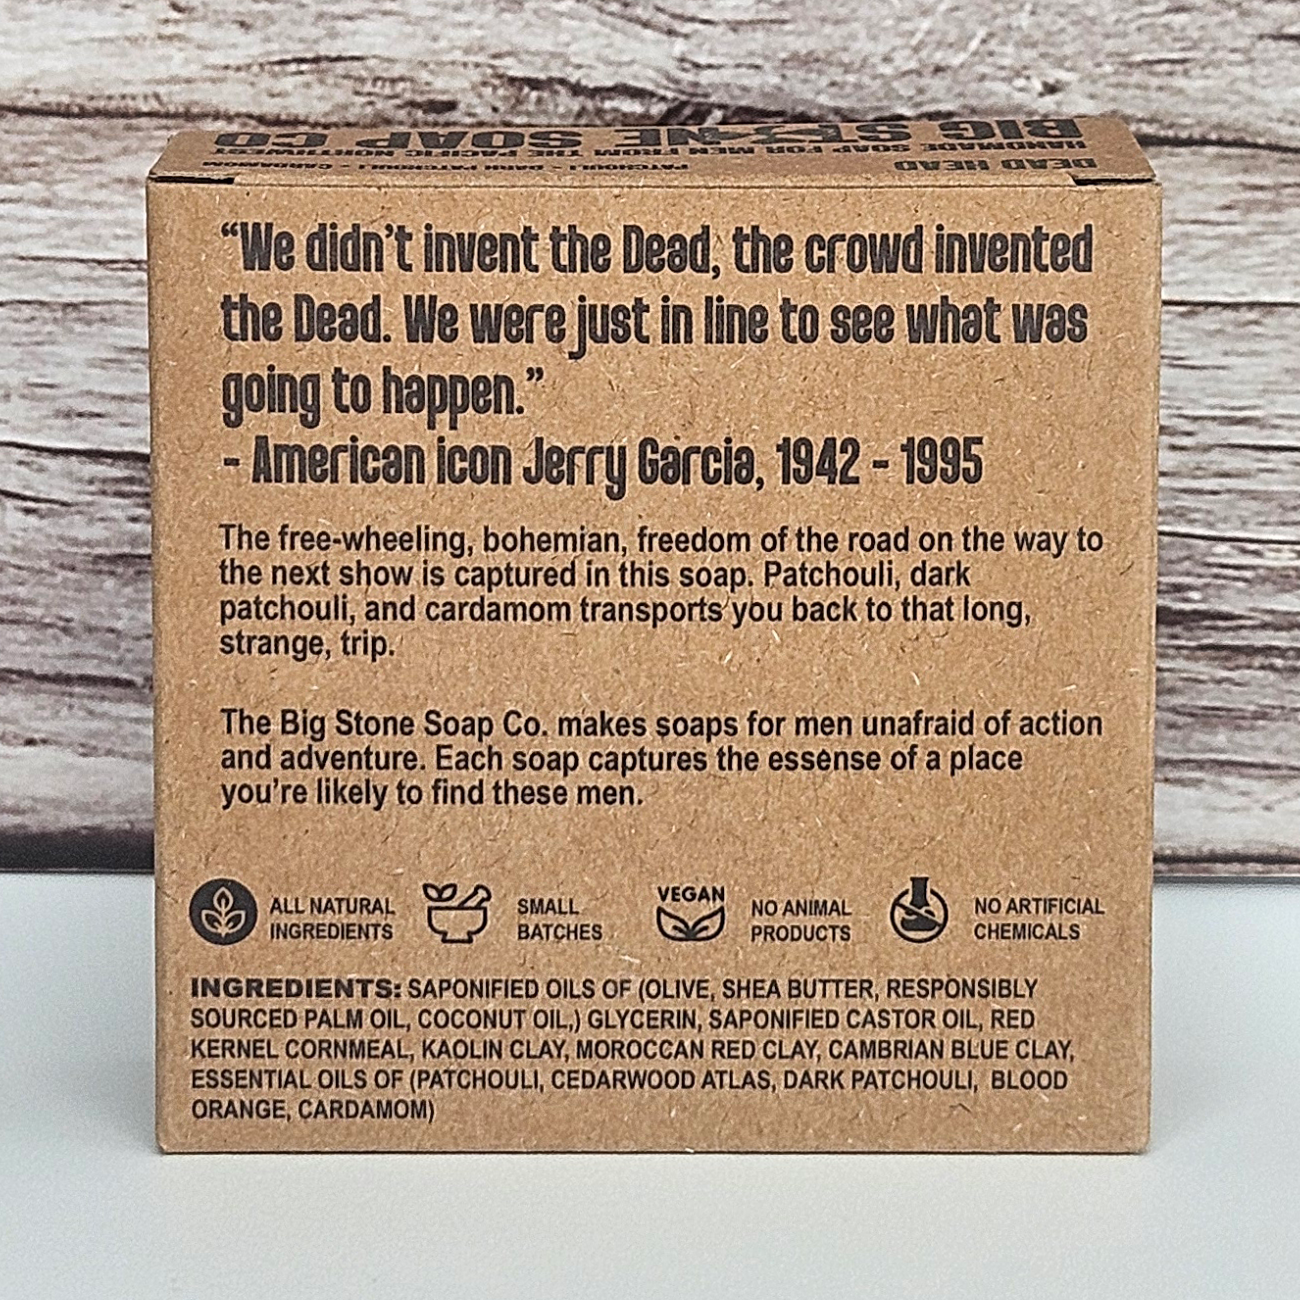 BIG STONE SOAP CO
HANDMADE SOAP FOR MEN FROM THE PACIFIC NORTHWEST
DEAD HEAD PATCHOULI - DARK PATCHOULI - CARDAMOM
“We didn’t invent the Dead, the crowd invented
the Dead. We were just in line to see what was
going to happen.”
- American icon Jerry Garcia, 1942 - 1995
The free-wheeling, bohemian, freedom of the road on the way to
the next show is captured in this soap. Patchouli, dark
patchouli, and cardamom transports you back to that long,
strange, trip.
The Big Stone Soap Co. makes soaps for men unafraid of action
and adventure. Each soap captures the essense of a place
you’re likely to find these men.
ALL NATURAL
INGREDIENTS
SMALL
BATCHES
VEGAN
NO ANIMAL
PRODUCTS
NO ARTIFICIAL
CHEMICALS
INGREDIENTS: SAPONIFIED OILS OF (OLIVE, SHEA BUTTER, RESPONSIBLY
SOURCED PALM OIL, COCONUT OIL,) GLYCERIN, SAPONIFIED CASTOR OIL, RED
KERNEL CORNMEAL, KAOLIN CLAY, MOROCCAN RED CLAY, CAMBRIAN BLUE CLAY,
ESSENTIAL OILS OF (PATCHOULI, CEDARWOOD ATLAS, DARK PATCHOULI,  BLOOD
ORANGE, CARDAMOM)